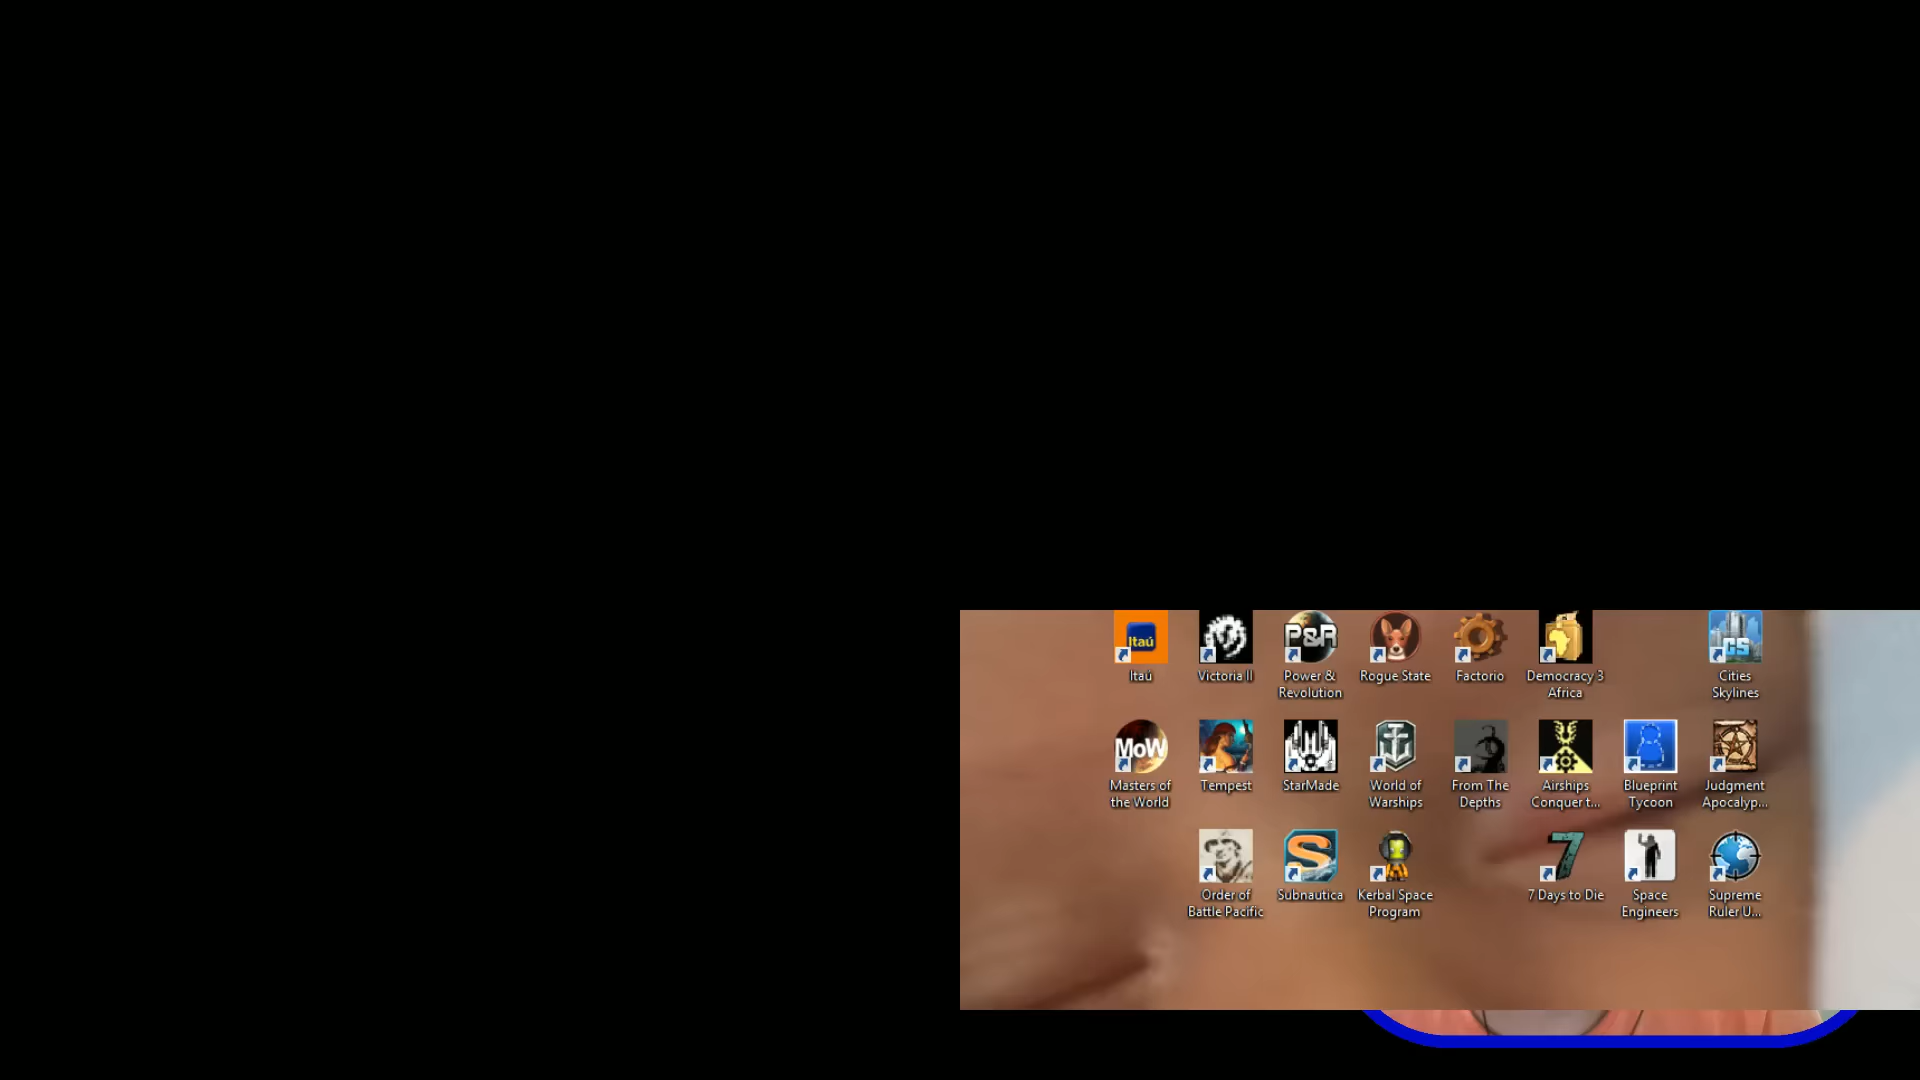 Itaú
P&R
CS
Itaú
Victoria II
Power &
Revolution
Rogue State
Factorio
Democracy 3
Africa
Cities
Skylines
MoW
Masters of
the World
Tempest
StarMade
World of
Warships
From The
Depths
Airships
Conquer t...
Blueprint
Tycoon
Judgment
Apocalyp...
S
7
Order of
Battle Pacific
Subnautica
Kerbal Space
Program
7 Days to Die
Space
Engineers
Supreme
Ruler U...